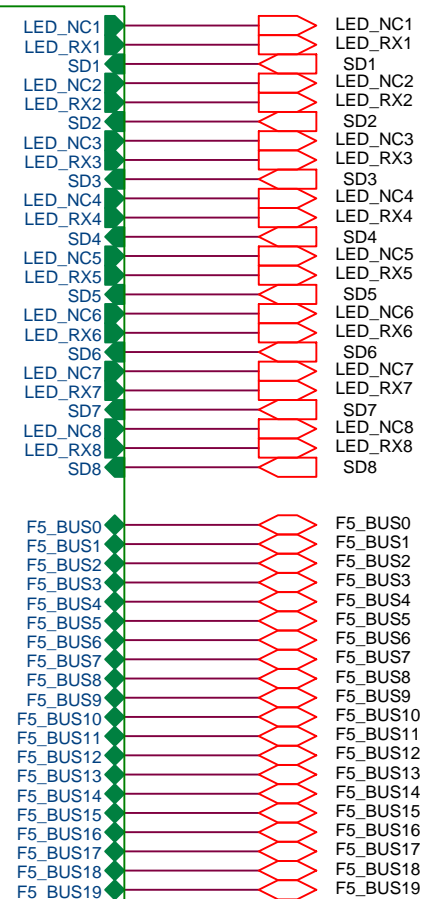 LED_NC1 LED_NC1
LED_RX1 LED_RX1
SD1 SD1
LED_NC2 LED_NC2
LED_RX2 LED_RX2
SD2 SD2
LED_NC3 LED_NC3
LED_RX3 LED_RX3
SD3 SD3
LED_NC4 LED_NC4
LED_RX4 LED_RX4
SD4 SD4
LED_NC5 LED_NC5
LED_RX5 LED_RX5
SD5 SD5
LED_NC6 LED_NC6
LED_RX6 LED_RX6
SD6 SD6
LED_NC7 LED_NC7
LED_RX7 LED_RX7
SD7 SD7
LED_NC8 LED_NC8
LED_RX8 LED_RX8
SD8 SD8
F5_BUS0 F5_BUS0
F5_BUS1 F5_BUS1
F5_BUS2 F5_BUS2
F5_BUS3 F5_BUS3
F5_BUS4 F5_BUS4
F5_BUS5 F5_BUS5
F5_BUS6 F5_BUS6
F5_BUS7 F5_BUS7
F5_BUS8 F5_BUS8
F5_BUS9 F5_BUS9
F5_BUS10 F5_BUS10
F5_BUS11 F5_BUS11
F5_BUS12 F5_BUS12
F5_BUS13 F5_BUS13
F5_BUS14 F5_BUS14
F5_BUS15 F5_BUS15
F5_BUS16 F5_BUS16
F5_BUS17 F5_BUS17
F5_BUS18 F5_BUS18
F5_BUS19 F5_BUS19